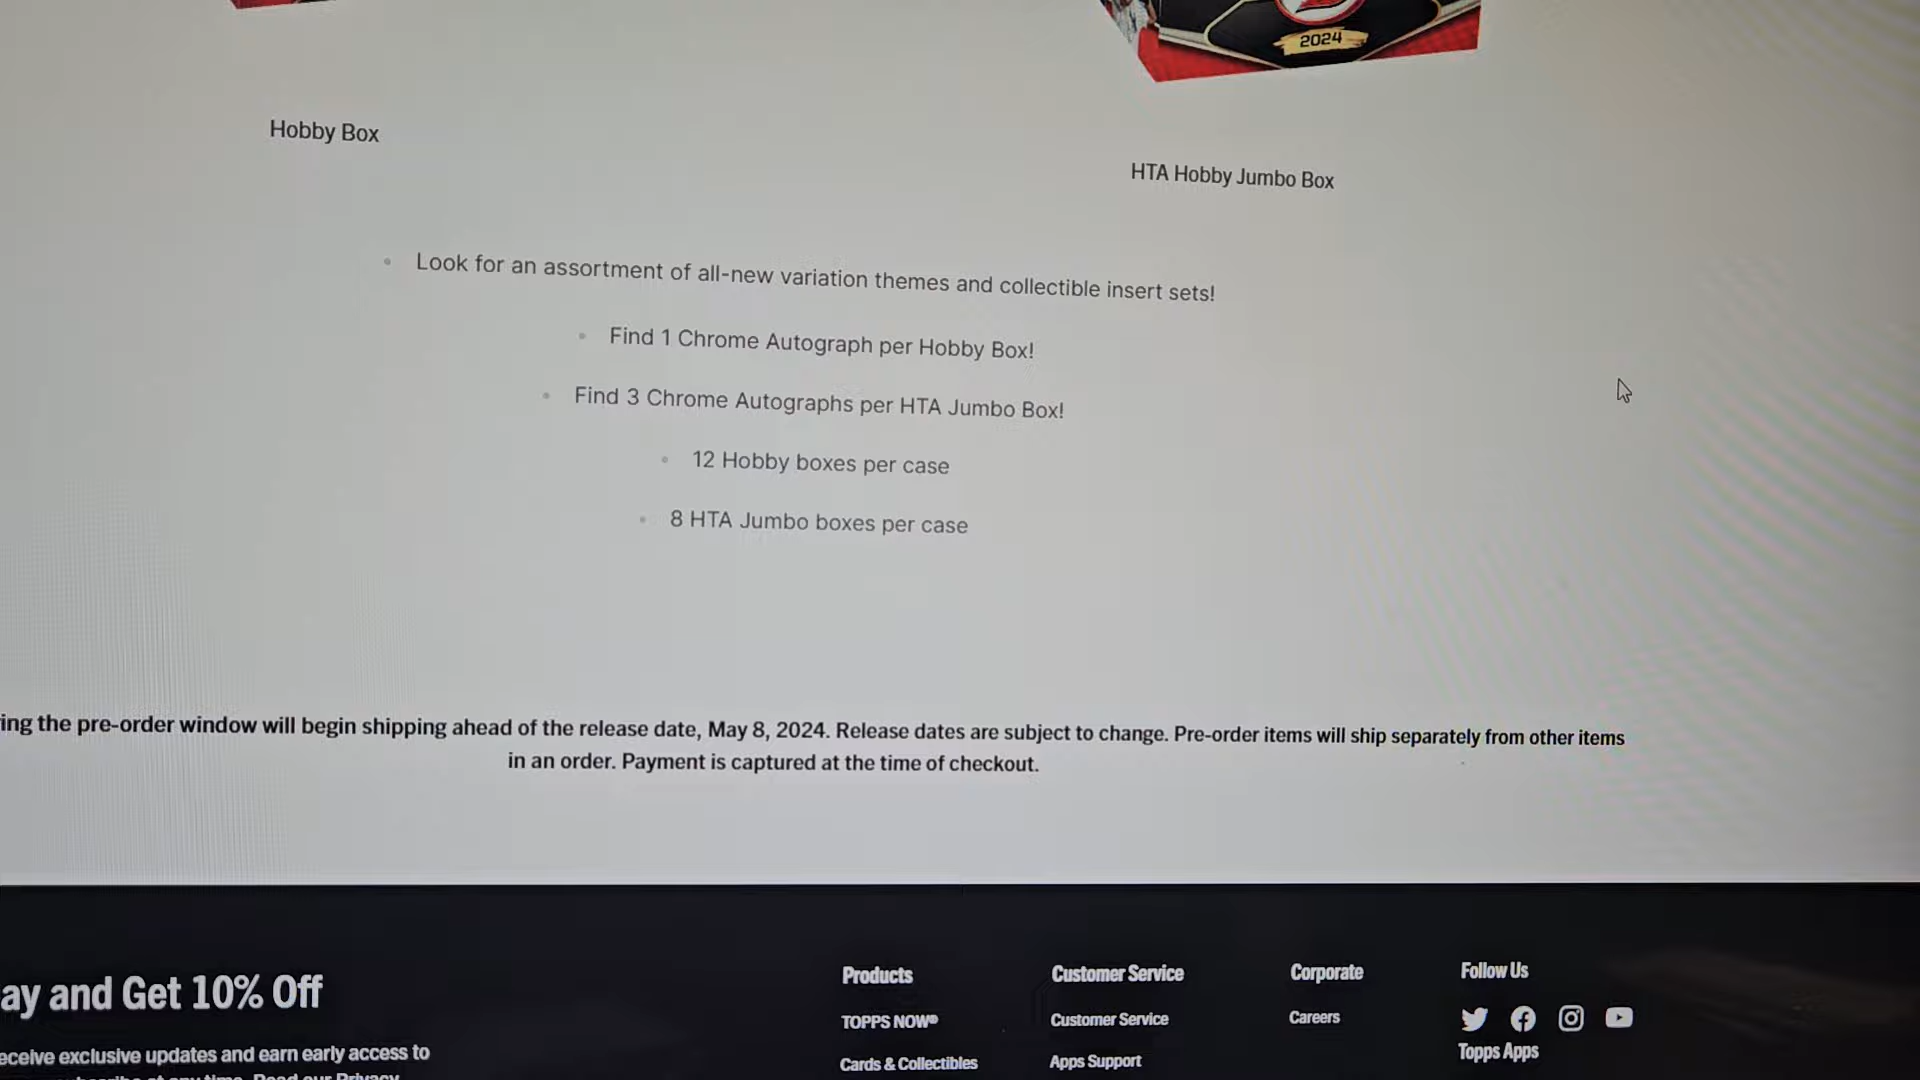 2024
Hobby Box
HTA Hobby Jumbo Box
Look for an assortment of all-new variation themes and collectible insert sets!
Find 1 Chrome Autograph per Hobby Box!
Find 3 Chrome Autographs per HTA Jumbo Box!
12 Hobby boxes per case
8 HTA Jumbo boxes per case
ing the pre-order window will begin shipping ahead of the release date, May 8, 2024. Release dates are subject to change. Pre-order items will ship separately from other items
in an order. Payment is captured at the time of checkout.
ay and Get 10% Off
eceive exclusive updates and earn early access to
at any time. Read our Privacy
Products
TOPPS NOW®
Cards & Collectibles
Customer Service
Customer Service
Apps Support
Corporate
Careers
Follow Us
Topps Apps